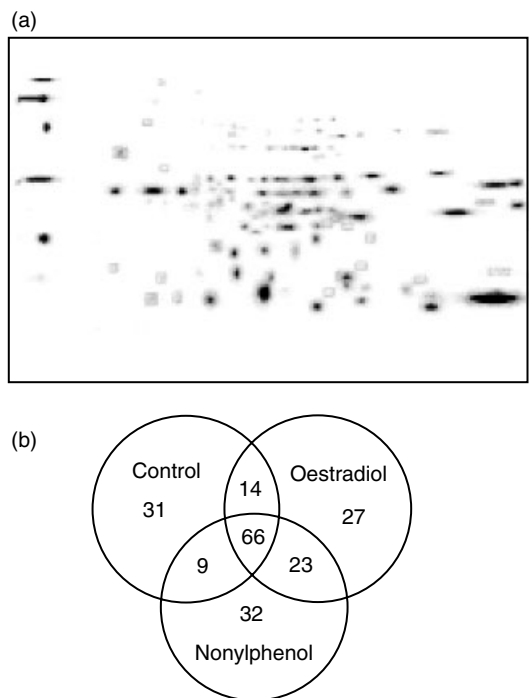 (a)
(b)
Control
31
14
Oestradiol
27
66
9
23
32
Nonylphenol